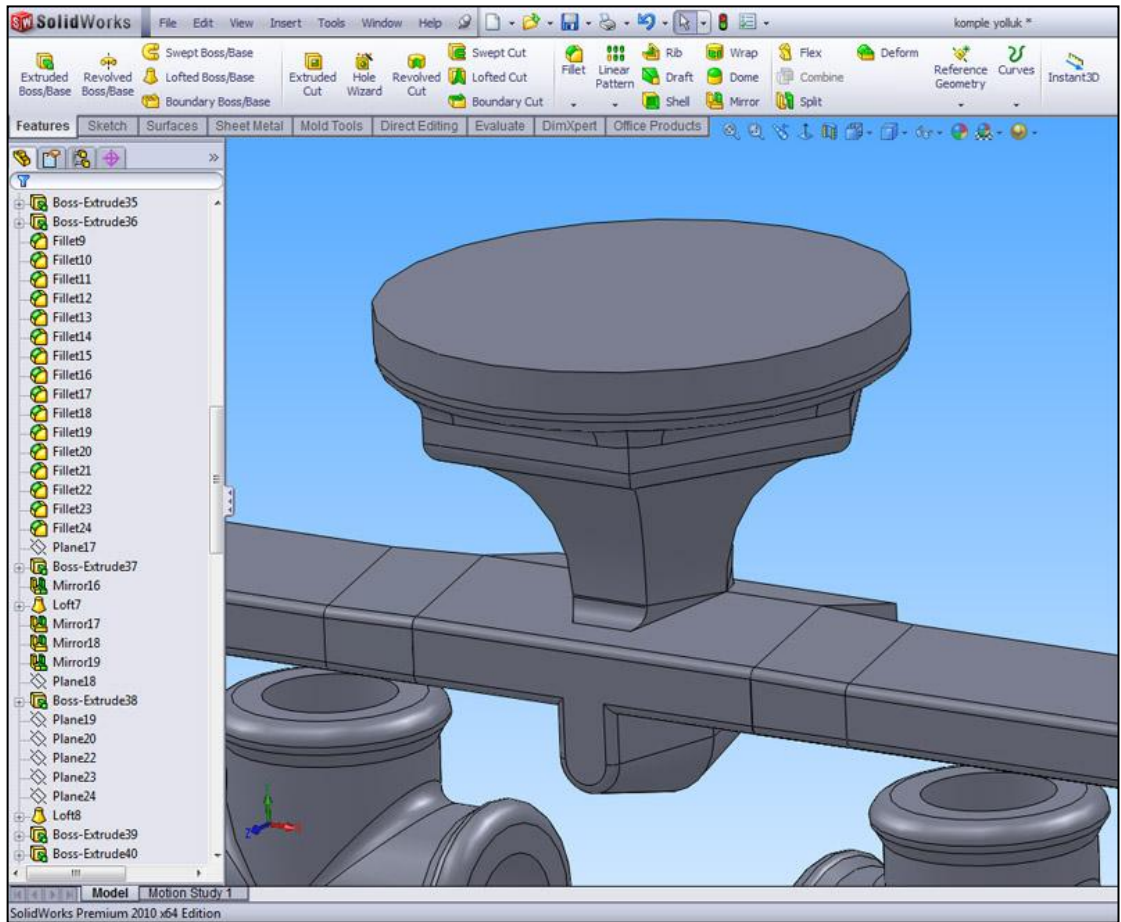 SolidWorks File Edit View Insert Tools Window Help komple yolluk *
Extruded Boss/Base
Revolved Boss/Base
Swept Boss/Base
Lofted Boss/Base
Boundary Boss/Base
Extruded Cut
Hole Wizard
Revolved Cut
Swept Cut
Lofted Cut
Boundary Cut
Fillet
Linear Pattern
Rib
Draft
Shell
Wrap
Dome
Mirror
Flex
Combine
Split
Deform
Reference Geometry
Curves
Instant3D
Features Sketch Surfaces Sheet Metal Mold Tools Direct Editing Evaluate DimXpert Office Products
Boss-Extrude35
Boss-Extrude36
Fillet9
Fillet10
Fillet11
Fillet12
Fillet13
Fillet14
Fillet15
Fillet16
Fillet17
Fillet18
Fillet19
Fillet20
Fillet21
Fillet22
Fillet23
Fillet24
Plane17
Boss-Extrude37
Mirror16
Loft7
Mirror17
Mirror18
Mirror19
Plane18
Boss-Extrude38
Plane19
Plane20
Plane22
Plane23
Plane24
Loft8
Boss-Extrude39
Boss-Extrude40
Z
Model Motion Study 1
SolidWorks Premium 2010 x64 Edition